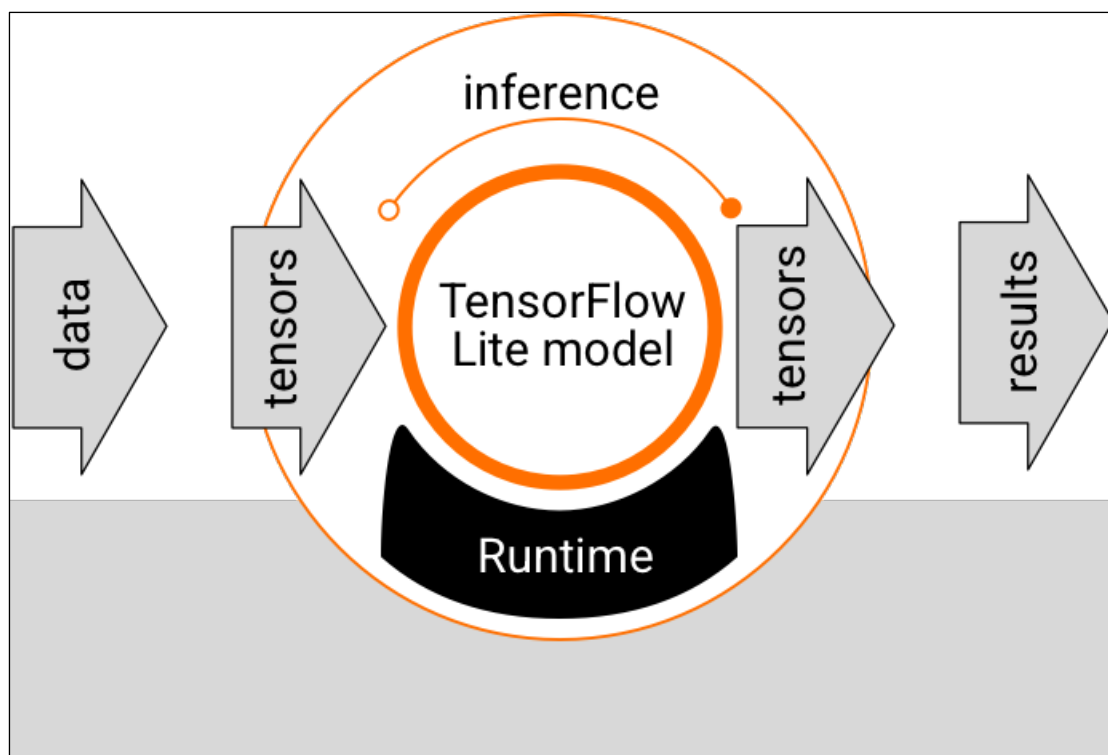 inference
data
tensors
TensorFlow
Lite model
tensors
results
Runtime